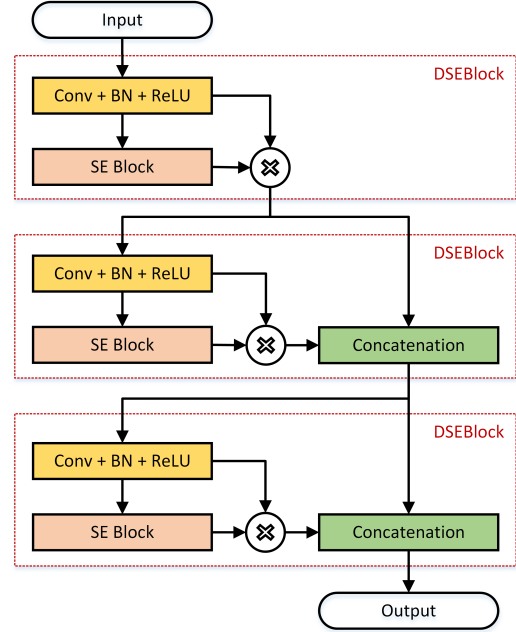 Input
DSEBlock
Conv + BN + ReLU
SE Block
DSEBlock
Conv + BN + ReLU
SE Block
Concatenation
DSEBlock
Conv + BN + ReLU
SE Block
Concatenation
Output